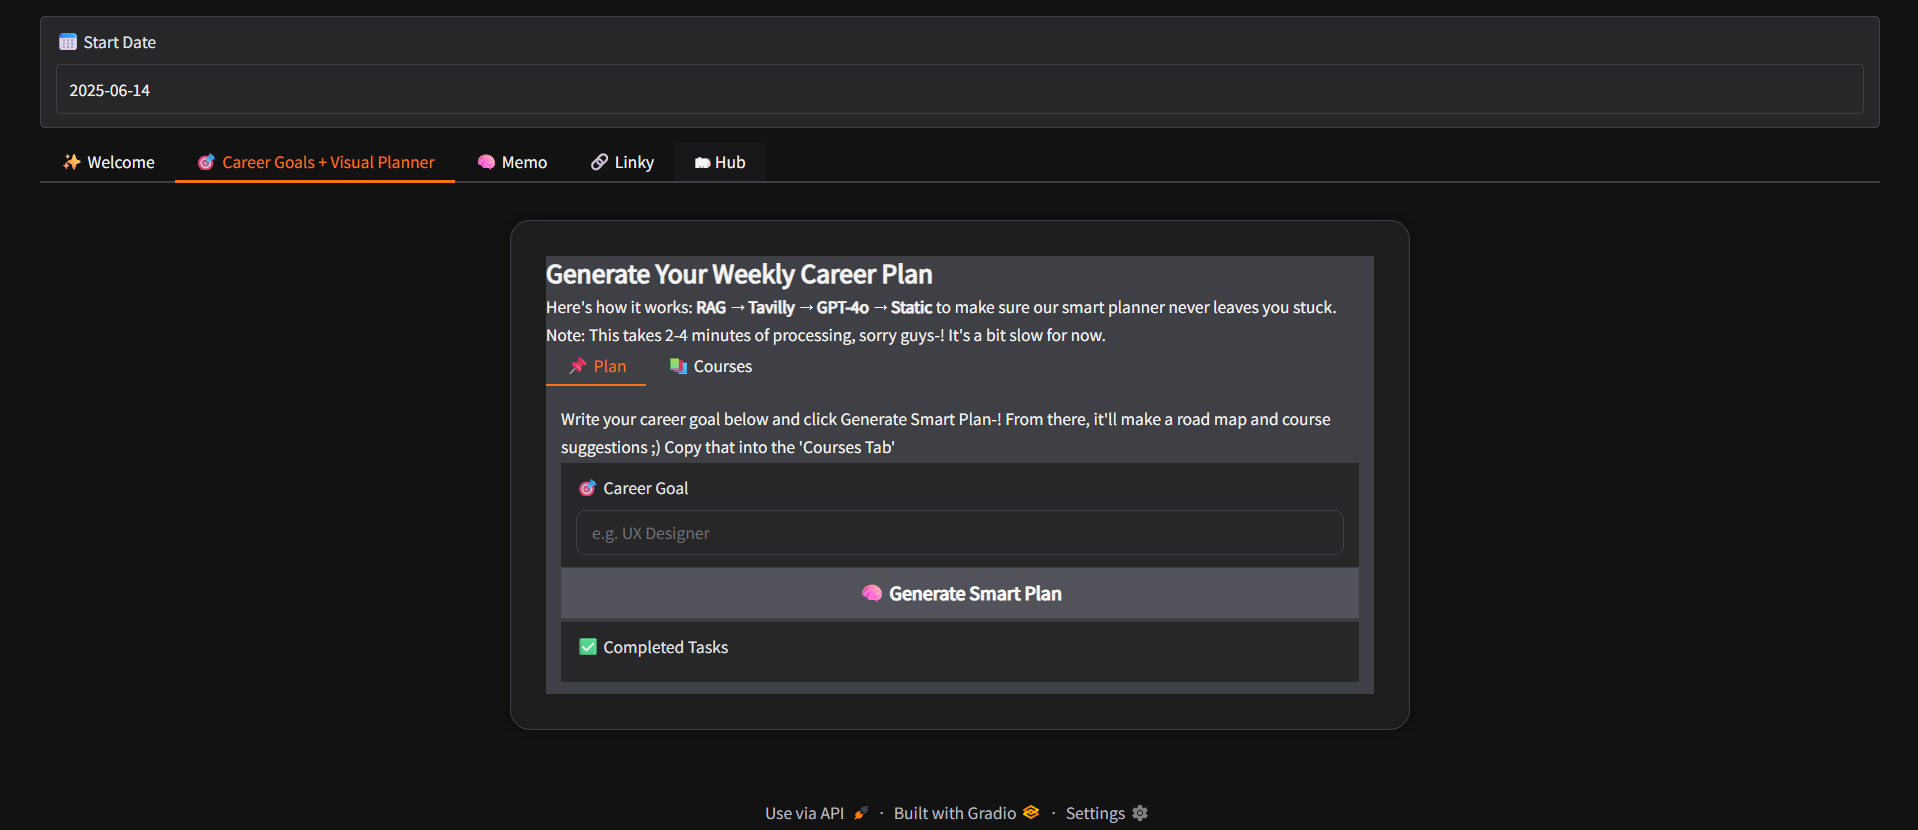 Start Date
2025-06-14
Welcome
Career Goals + Visual Planner
Memo
Linky
Hub
Generate Your Weekly Career Plan
Here's how it works: RAG → Tavilly → GPT-4o → Static to make sure our smart planner never leaves you stuck.
Note: This takes 2-4 minutes of processing, sorry guys-! It's a bit slow for now.
Plan
Courses
Write your career goal below and click Generate Smart Plan-! From there, it'll make a road map and course
suggestions ;) Copy that into the 'Courses Tab'
Career Goal
e.g. UX Designer
Generate Smart Plan
Completed Tasks
Use via API · Built with Gradio · Settings